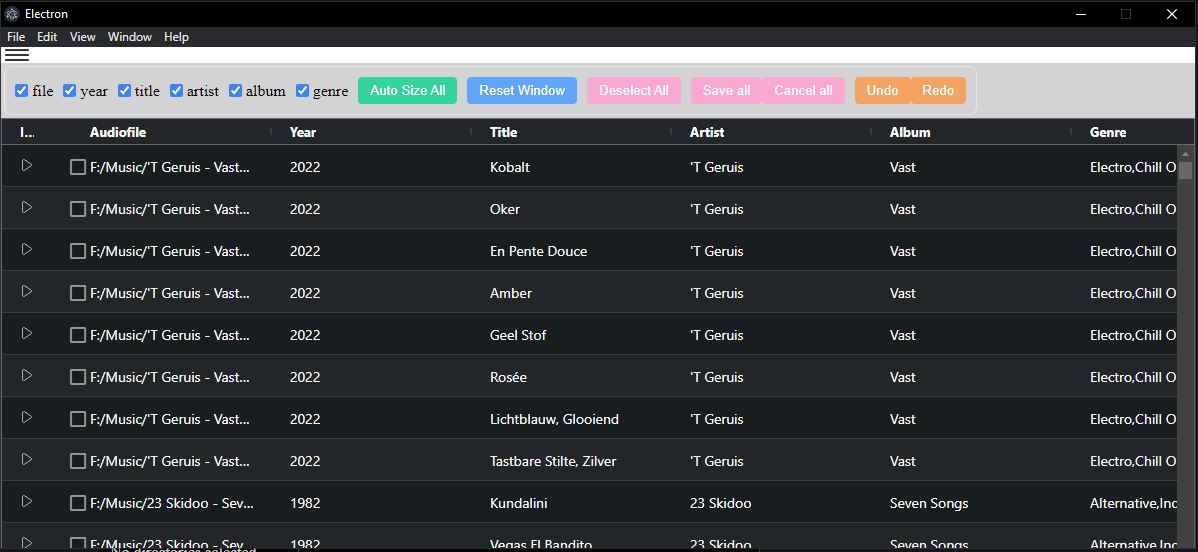 Electron
File Edit View Window Help
file year title artist album genre Auto Size All Reset Window Deselect All Save all Cancel all Undo Redo
I... Audiofile Year Title Artist Album Genre
F:/Music/'T Geruis - Vast... 2022 Kobalt 'T Geruis Vast Electro,Chill O
F:/Music/'T Geruis - Vast... 2022 Oker 'T Geruis Vast Electro,Chill O
F:/Music/'T Geruis - Vast... 2022 En Pente Douce 'T Geruis Vast Electro,Chill O
F:/Music/'T Geruis - Vast... 2022 Amber 'T Geruis Vast Electro,Chill O
F:/Music/'T Geruis - Vast... 2022 Geel Stof 'T Geruis Vast Electro,Chill O
F:/Music/'T Geruis - Vast... 2022 Rosée 'T Geruis Vast Electro,Chill O
F:/Music/'T Geruis - Vast... 2022 Lichtblauw, Glooiend 'T Geruis Vast Electro,Chill O
F:/Music/'T Geruis - Vast... 2022 Tastbare Stilte, Zilver 'T Geruis Vast Electro,Chill O
F:/Music/23 Skidoo - Sev... 1982 Kundalini 23 Skidoo Seven Songs Alternative,Inc
F:/Music/23 Skidoo - Sev... 1982 Vegas El Bandito 23 Skidoo Seven Songs Alternative,Inc
No directories selected